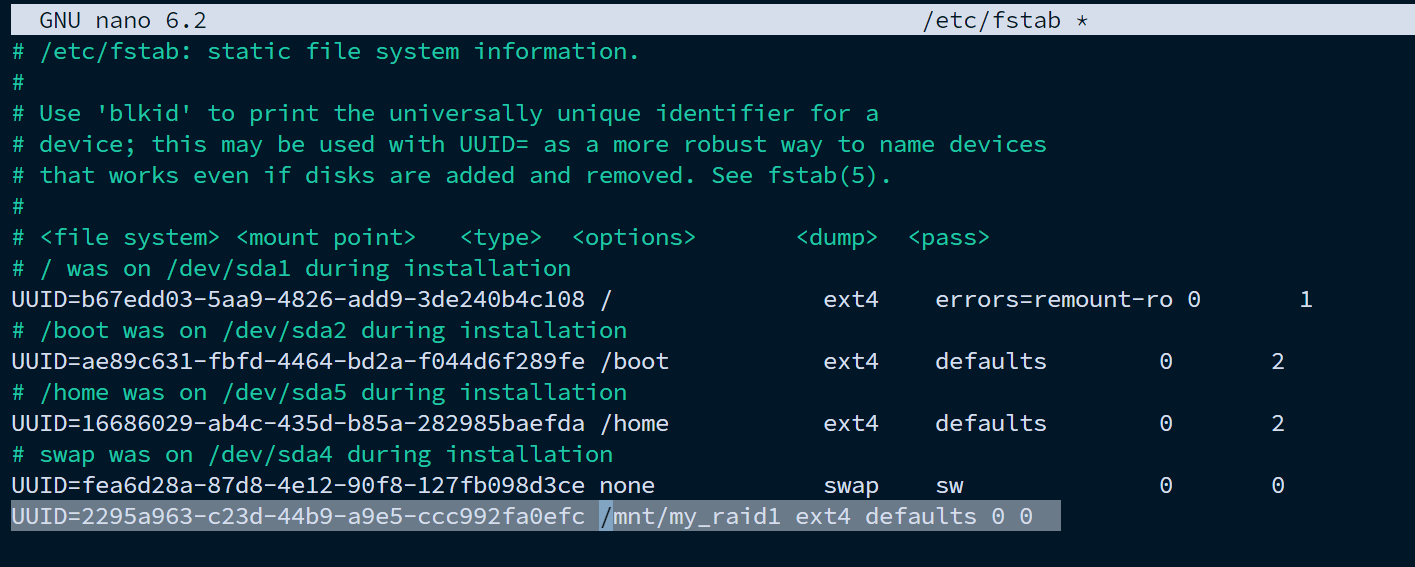 GNU nano 6.2 /etc/fstab *
# /etc/fstab: static file system information.
#
# Use 'blkid' to print the universally unique identifier for a
# device; this may be used with UUID= as a more robust way to name devices
# that works even if disks are added and removed. See fstab(5).
#
# <file system> <mount point>   <type>  <options>       <dump>  <pass>
# / was on /dev/sda1 during installation
UUID=b67edd03-5aa9-4826-add9-3de240b4c108 /               ext4    errors=remount-ro 0       1
# /boot was on /dev/sda2 during installation
UUID=ae89c631-fbfd-4464-bd2a-f044d6f289fe /boot           ext4    defaults        0       2
# /home was on /dev/sda5 during installation
UUID=16686029-ab4c-435d-b85a-282985baefda /home           ext4    defaults        0       2
# swap was on /dev/sda4 during installation
UUID=fea6d28a-87d8-4e12-90f8-127fb098d3ce none            swap    sw              0       0
UUID=2295a963-c23d-44b9-a9e5-ccc992fa0efc /mnt/my_raid1 ext4 defaults 0 0